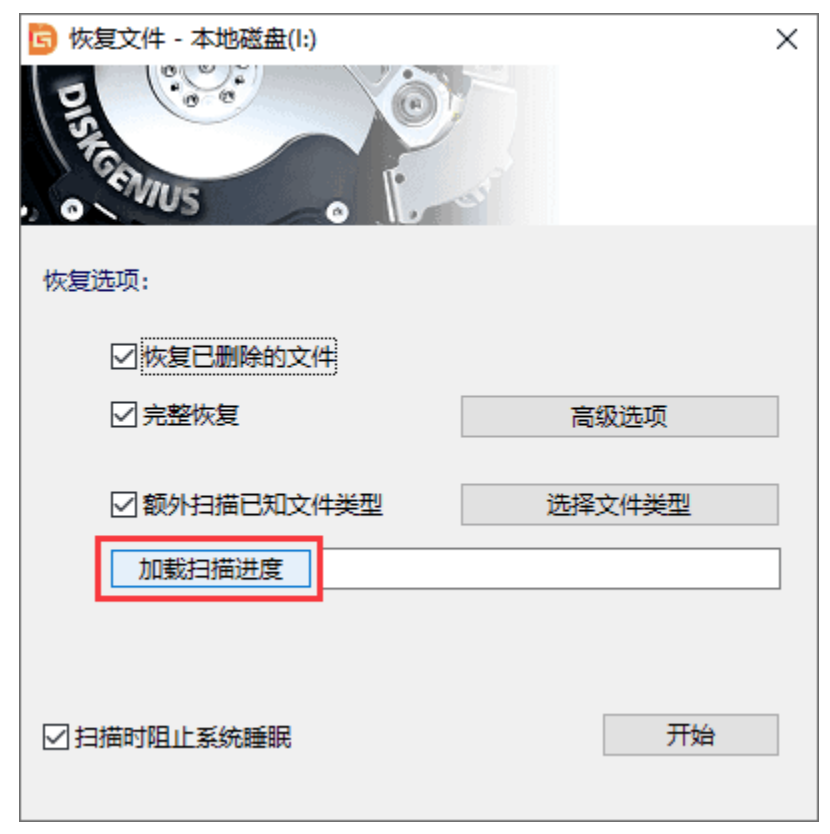 恢复文件 - 本地磁盘(I:)
DISKGENIUS
恢复选项:
恢复已删除的文件
完整恢复 高级选项
额外扫描已知文件类型 选择文件类型
加载扫描进度
扫描时阻止系统睡眠 开始